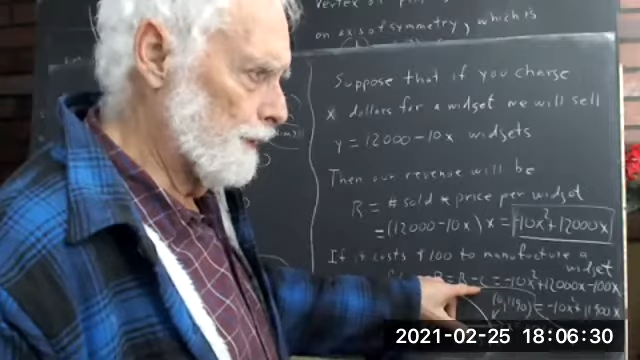 vertex
on axis of symmetry, which is
Suppose that if you charge
x dollars for a widget we will sell
y = 12000 - 10x widgets
Then our revenue will be
R = # sold * price per widget
= (12000 - 10x) x = -10x² + 12000x
If it costs $100 to manufacture a
widget
P = R - C = -10x² + 12000x - 100x
= -10x² + 11900x
2021-02-25 18:06:30